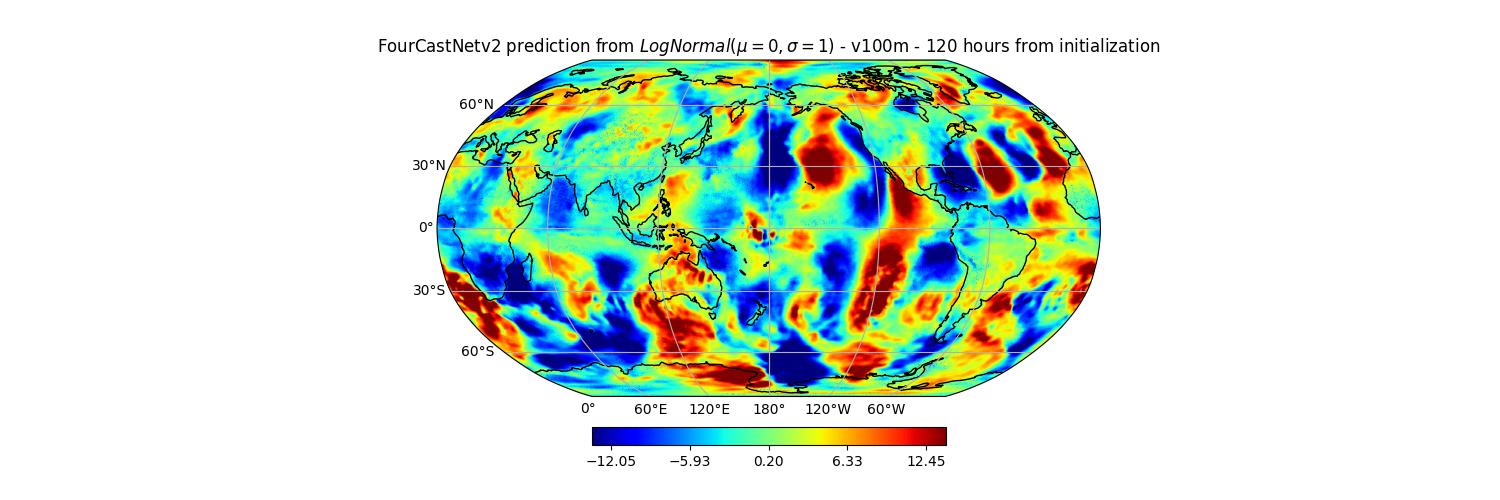 FourCastNetv2 prediction from LogNormal(μ = 0, σ = 1) - v100m - 120 hours from initialization
60°N
30°N
0°
30°S
60°S
0° 60°E 120°E 180° 120°W 60°W
−12.05 −5.93 0.20 6.33 12.45